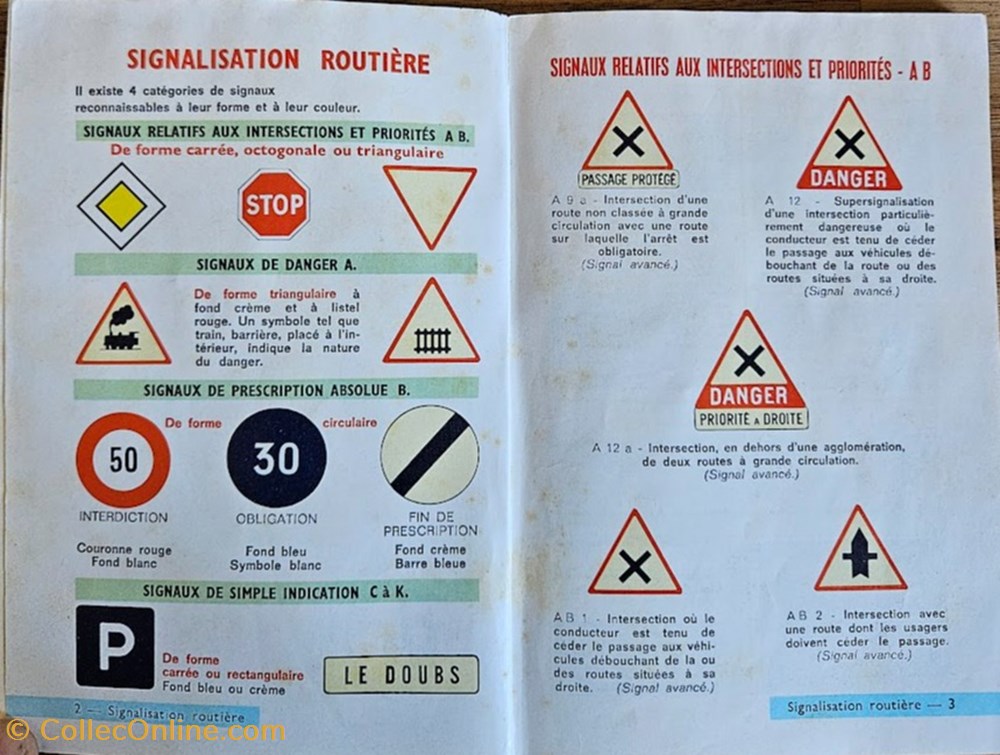 SIGNALISATION ROUTIÈRE
Il existe 4 catégories de signaux
reconnaissables à leur forme et à leur couleur.
SIGNAUX RELATIFS AUX INTERSECTIONS ET PRIORITÉS A B.
De forme carrée, octogonale ou triangulaire
STOP
SIGNAUX DE DANGER A.
De forme triangulaire à
fond crème et à listel
rouge. Un symbole tel que
train, barrière, placé à l'in-
térieur, indique la nature
du danger.
SIGNAUX DE PRESCRIPTION ABSOLUE B.
De forme circulaire
50
30
INTERDICTION
OBLIGATION
FIN DE
PRESCRIPTION
Couronne rouge
Fond blanc
Fond bleu
Symbole blanc
Fond crème
Barre bleue
SIGNAUX DE SIMPLE INDICATION C à K.
P
De forme
carrée ou rectangulaire
Fond bleu ou crème
LE DOUBS
2 — Signalisation routière
SIGNAUX RELATIFS AUX INTERSECTIONS ET PRIORITÉS - A B
PASSAGE PROTÉGÉ
A 9 a - Intersection d'une
route non classée à grande
circulation avec une route
sur laquelle l'arrêt est
obligatoire.
(Signal avancé.)
DANGER
A 12 - Supersignalisation
d'une intersection particuliè-
rement dangereuse où le
conducteur est tenu de céder
le passage aux véhicules dé-
bouchant de la route ou des
routes situées à sa droite.
(Signal avancé.)
DANGER
PRIORITÉ A DROITE
A 12 a - Intersection, en dehors d'une agglomération,
de deux routes à grande circulation.
(Signal avancé.)
A B 1 - Intersection où le
conducteur est tenu de
céder le passage aux véhi-
cules débouchant de la ou
des routes situées à sa
droite. (Signal avancé.)
A B 2 - Intersection avec
une route dont les usagers
doivent céder le passage.
(Signal avancé.)
Signalisation routière — 3
© CollecOnline.com